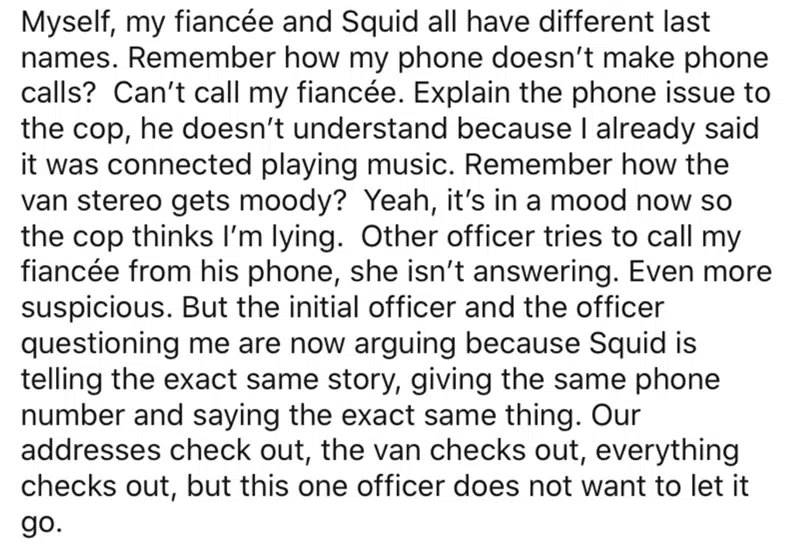 Myself, my fiancée and Squid all have different last
names. Remember how my phone doesn’t make phone
calls?  Can’t call my fiancée. Explain the phone issue to
the cop, he doesn’t understand because I already said
it was connected playing music. Remember how the
van stereo gets moody?  Yeah, it’s in a mood now so
the cop thinks I’m lying.  Other officer tries to call my
fiancée from his phone, she isn’t answering. Even more
suspicious. But the initial officer and the officer
questioning me are now arguing because Squid is
telling the exact same story, giving the same phone
number and saying the exact same thing. Our
addresses check out, the van checks out, everything
checks out, but this one officer does not want to let it
go.